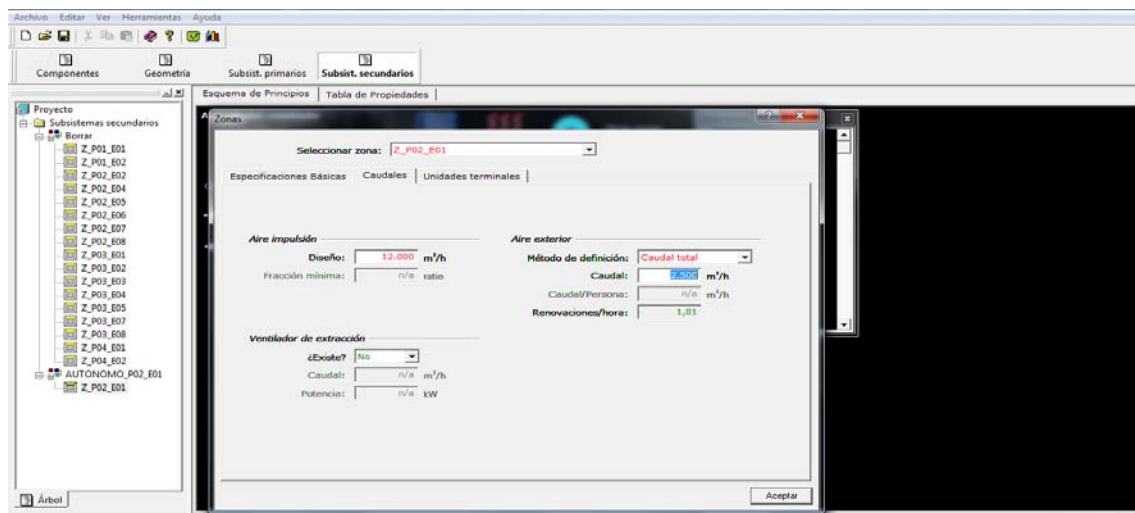 Archivo Editar Ver Herramientas Ayuda
Componentes Geometría Subsist. primarios Subsist. secundarios
Esquema de Principios Tabla de Propiedades
Proyecto
Subsistemas secundarios
Borrar
Z_P01_E01
Z_P01_E02
Z_P02_E02
Z_P02_E04
Z_P02_E05
Z_P02_E06
Z_P02_E07
Z_P02_E08
Z_P03_E01
Z_P03_E02
Z_P03_E03
Z_P03_E04
Z_P03_E05
Z_P03_E07
Z_P03_E08
Z_P04_E01
Z_P04_E02
AUTONOMO_P02_E01
Z_P02_E01
Árbol
Zonas
Seleccionar zona: Z_P02_E01
Especificaciones Básicas Caudales Unidades terminales
Aire impulsión
Diseño: 12.000 m³/h
Fracción mínima: n/a ratio
Aire exterior
Método de definición: Caudal total
Caudal: 2.500 m³/h
Caudal/Persona: n/a m³/h
Renovaciones/hora: 1,81
Ventilador de extracción
¿Existe? No
Caudal: n/a m³/h
Potencia: n/a kW
Aceptar